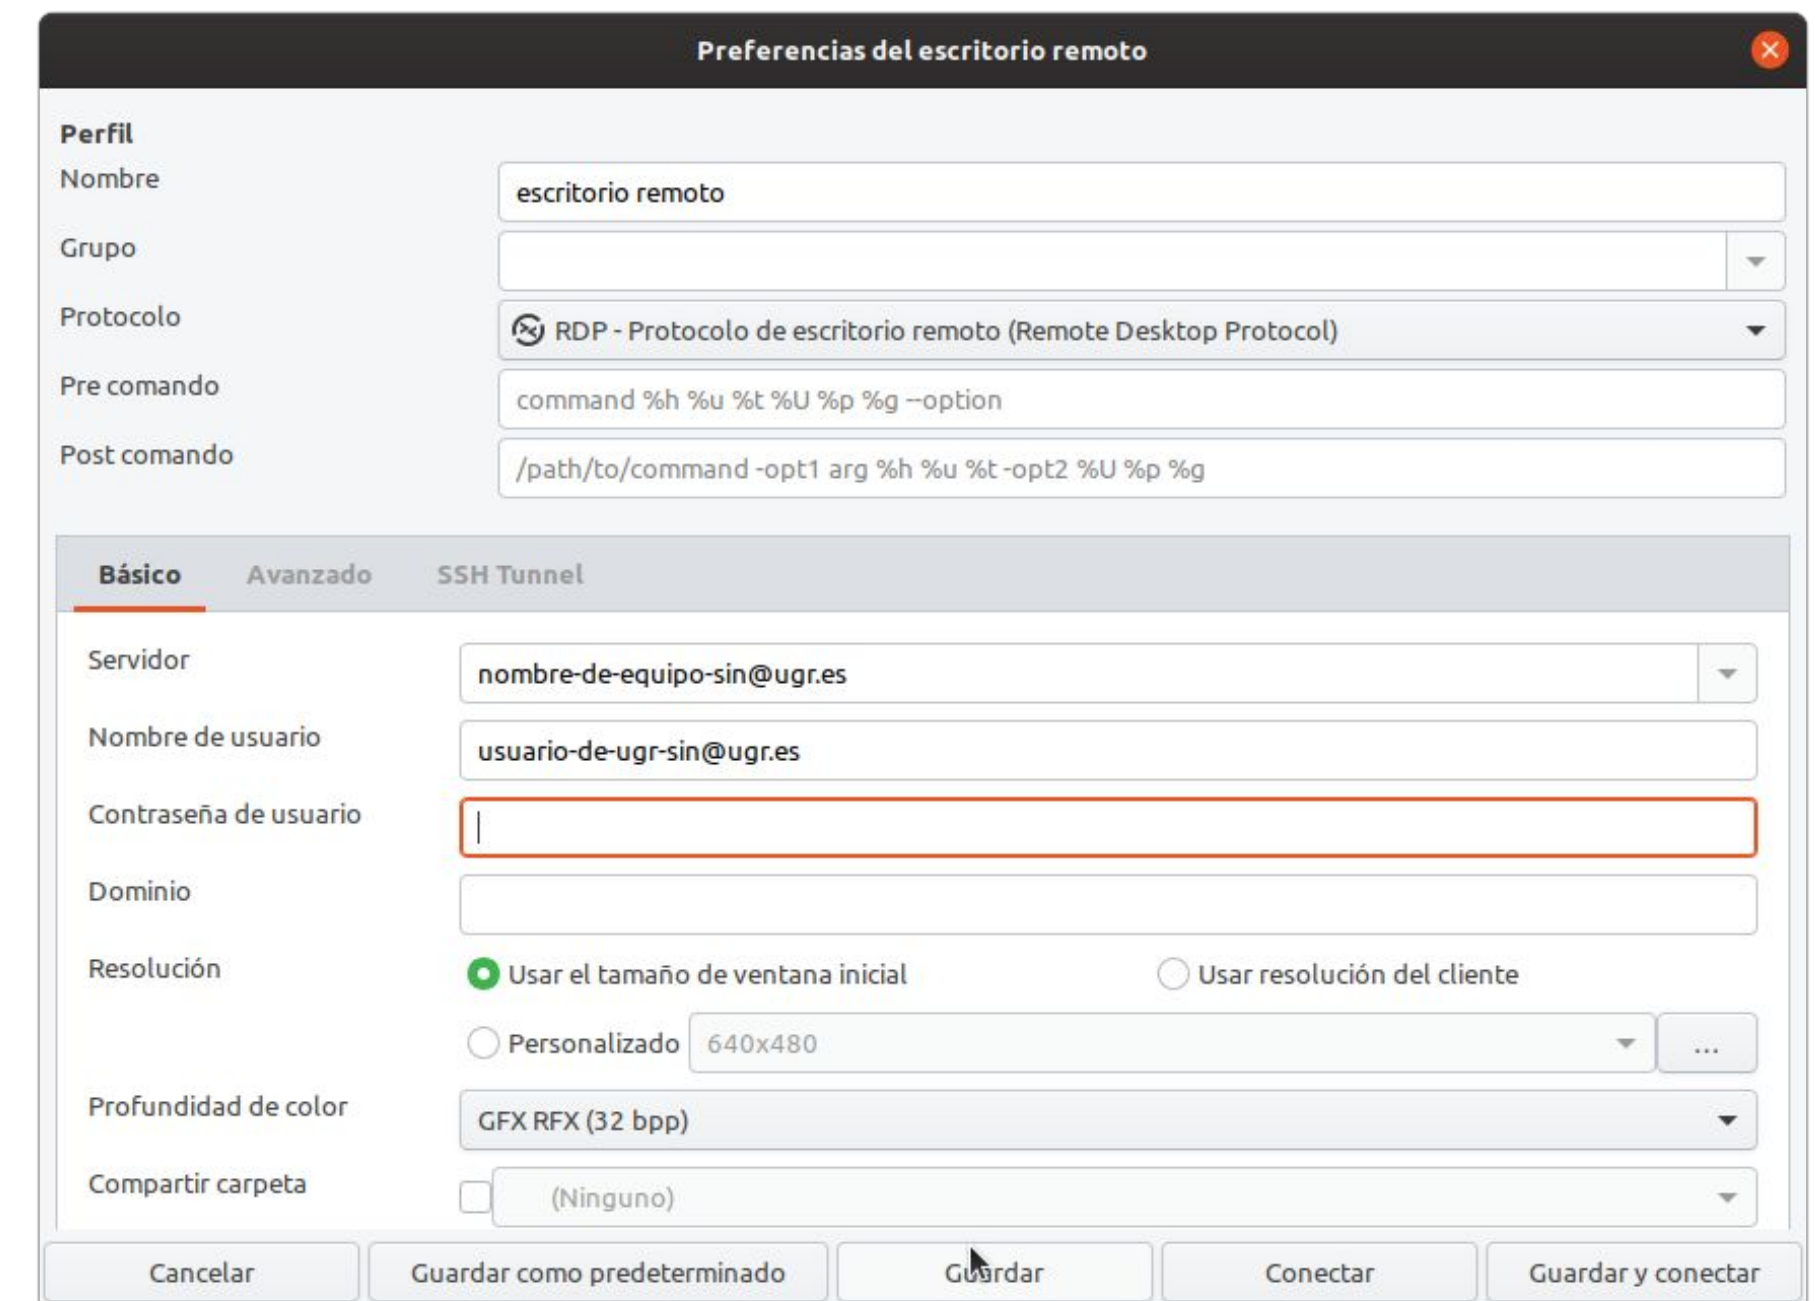 Preferencias del escritorio remoto
Perfil
Nombre
escritorio remoto
Grupo
Protocolo
RDP - Protocolo de escritorio remoto (Remote Desktop Protocol)
Pre comando
command %h %u %t %U %p %g --option
Post comando
/path/to/command -opt1 arg %h %u %t -opt2 %U %p %g
Básico Avanzado SSH Tunnel
Servidor
nombre-de-equipo-sin@ugr.es
Nombre de usuario
usuario-de-ugr-sin@ugr.es
Contraseña de usuario
Dominio
Resolución
Usar el tamaño de ventana inicial Usar resolución del cliente
Personalizado 640x480 ...
Profundidad de color
GFX RFX (32 bpp)
Compartir carpeta
(Ninguno)
Cancelar Guardar como predeterminado Guardar Conectar Guardar y conectar